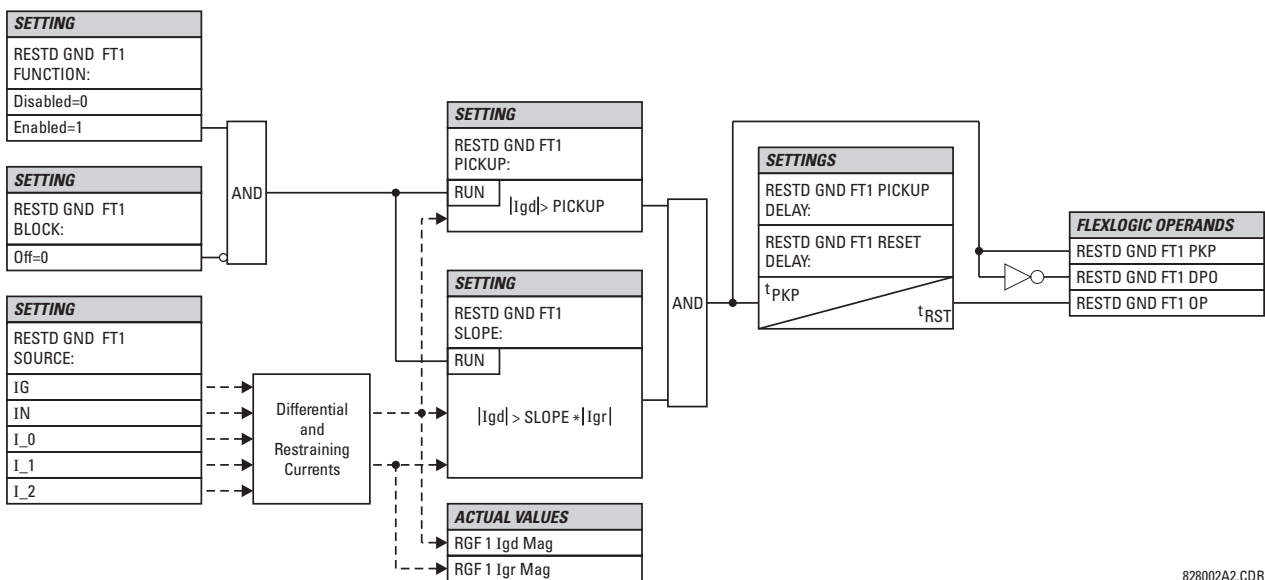 SETTING
RESTD GND FT1
FUNCTION:
Disabled=0
Enabled=1
SETTING
RESTD GND FT1
BLOCK:
Off=0
AND
SETTING
RESTD GND FT1
SOURCE:
IG
IN
I_0
I_1
I_2
Differential
and
Restraining
Currents
SETTING
RESTD GND FT1
PICKUP:
RUN
|Igd|> PICKUP
SETTING
RESTD GND FT1
SLOPE:
RUN
|Igd| > SLOPE *|Igr|
ACTUAL VALUES
RGF 1 Igd Mag
RGF 1 Igr Mag
AND
SETTINGS
RESTD GND FT1 PICKUP
DELAY:
RESTD GND FT1 RESET
DELAY:
tPKP
tRST
FLEXLOGIC OPERANDS
RESTD GND FT1 PKP
RESTD GND FT1 DPO
RESTD GND FT1 OP
828002A2.CDR